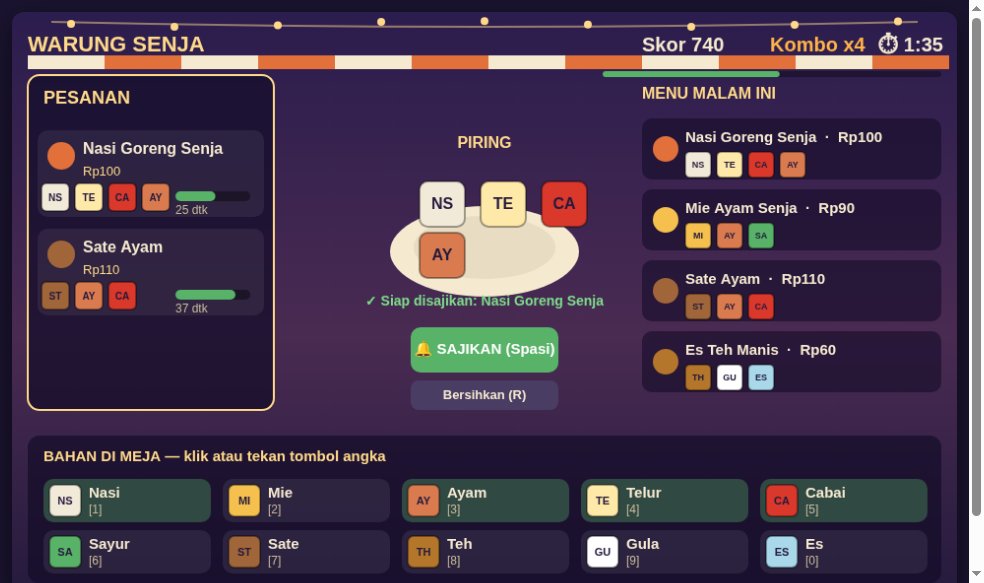 WARUNG SENJA
Skor 740 Kombo x4 ⏱ 1:35
PESANAN
Nasi Goreng Senja
Rp100
NS TE CA AY
25 dtk
Sate Ayam
Rp110
ST AY CA
37 dtk
PIRING
NS TE CA
AY
✓ Siap disajikan: Nasi Goreng Senja
🔔 SAJIKAN (Spasi)
Bersihkan (R)
MENU MALAM INI
Nasi Goreng Senja · Rp100
NS TE CA AY
Mie Ayam Senja · Rp90
MI AY SA
Sate Ayam · Rp110
ST AY CA
Es Teh Manis · Rp60
TH GU ES
BAHAN DI MEJA — klik atau tekan tombol angka
NS Nasi [1]
MI Mie [2]
AY Ayam [3]
TE Telur [4]
CA Cabai [5]
SA Sayur [6]
ST Sate [7]
TH Teh [8]
GU Gula [9]
ES Es [0]